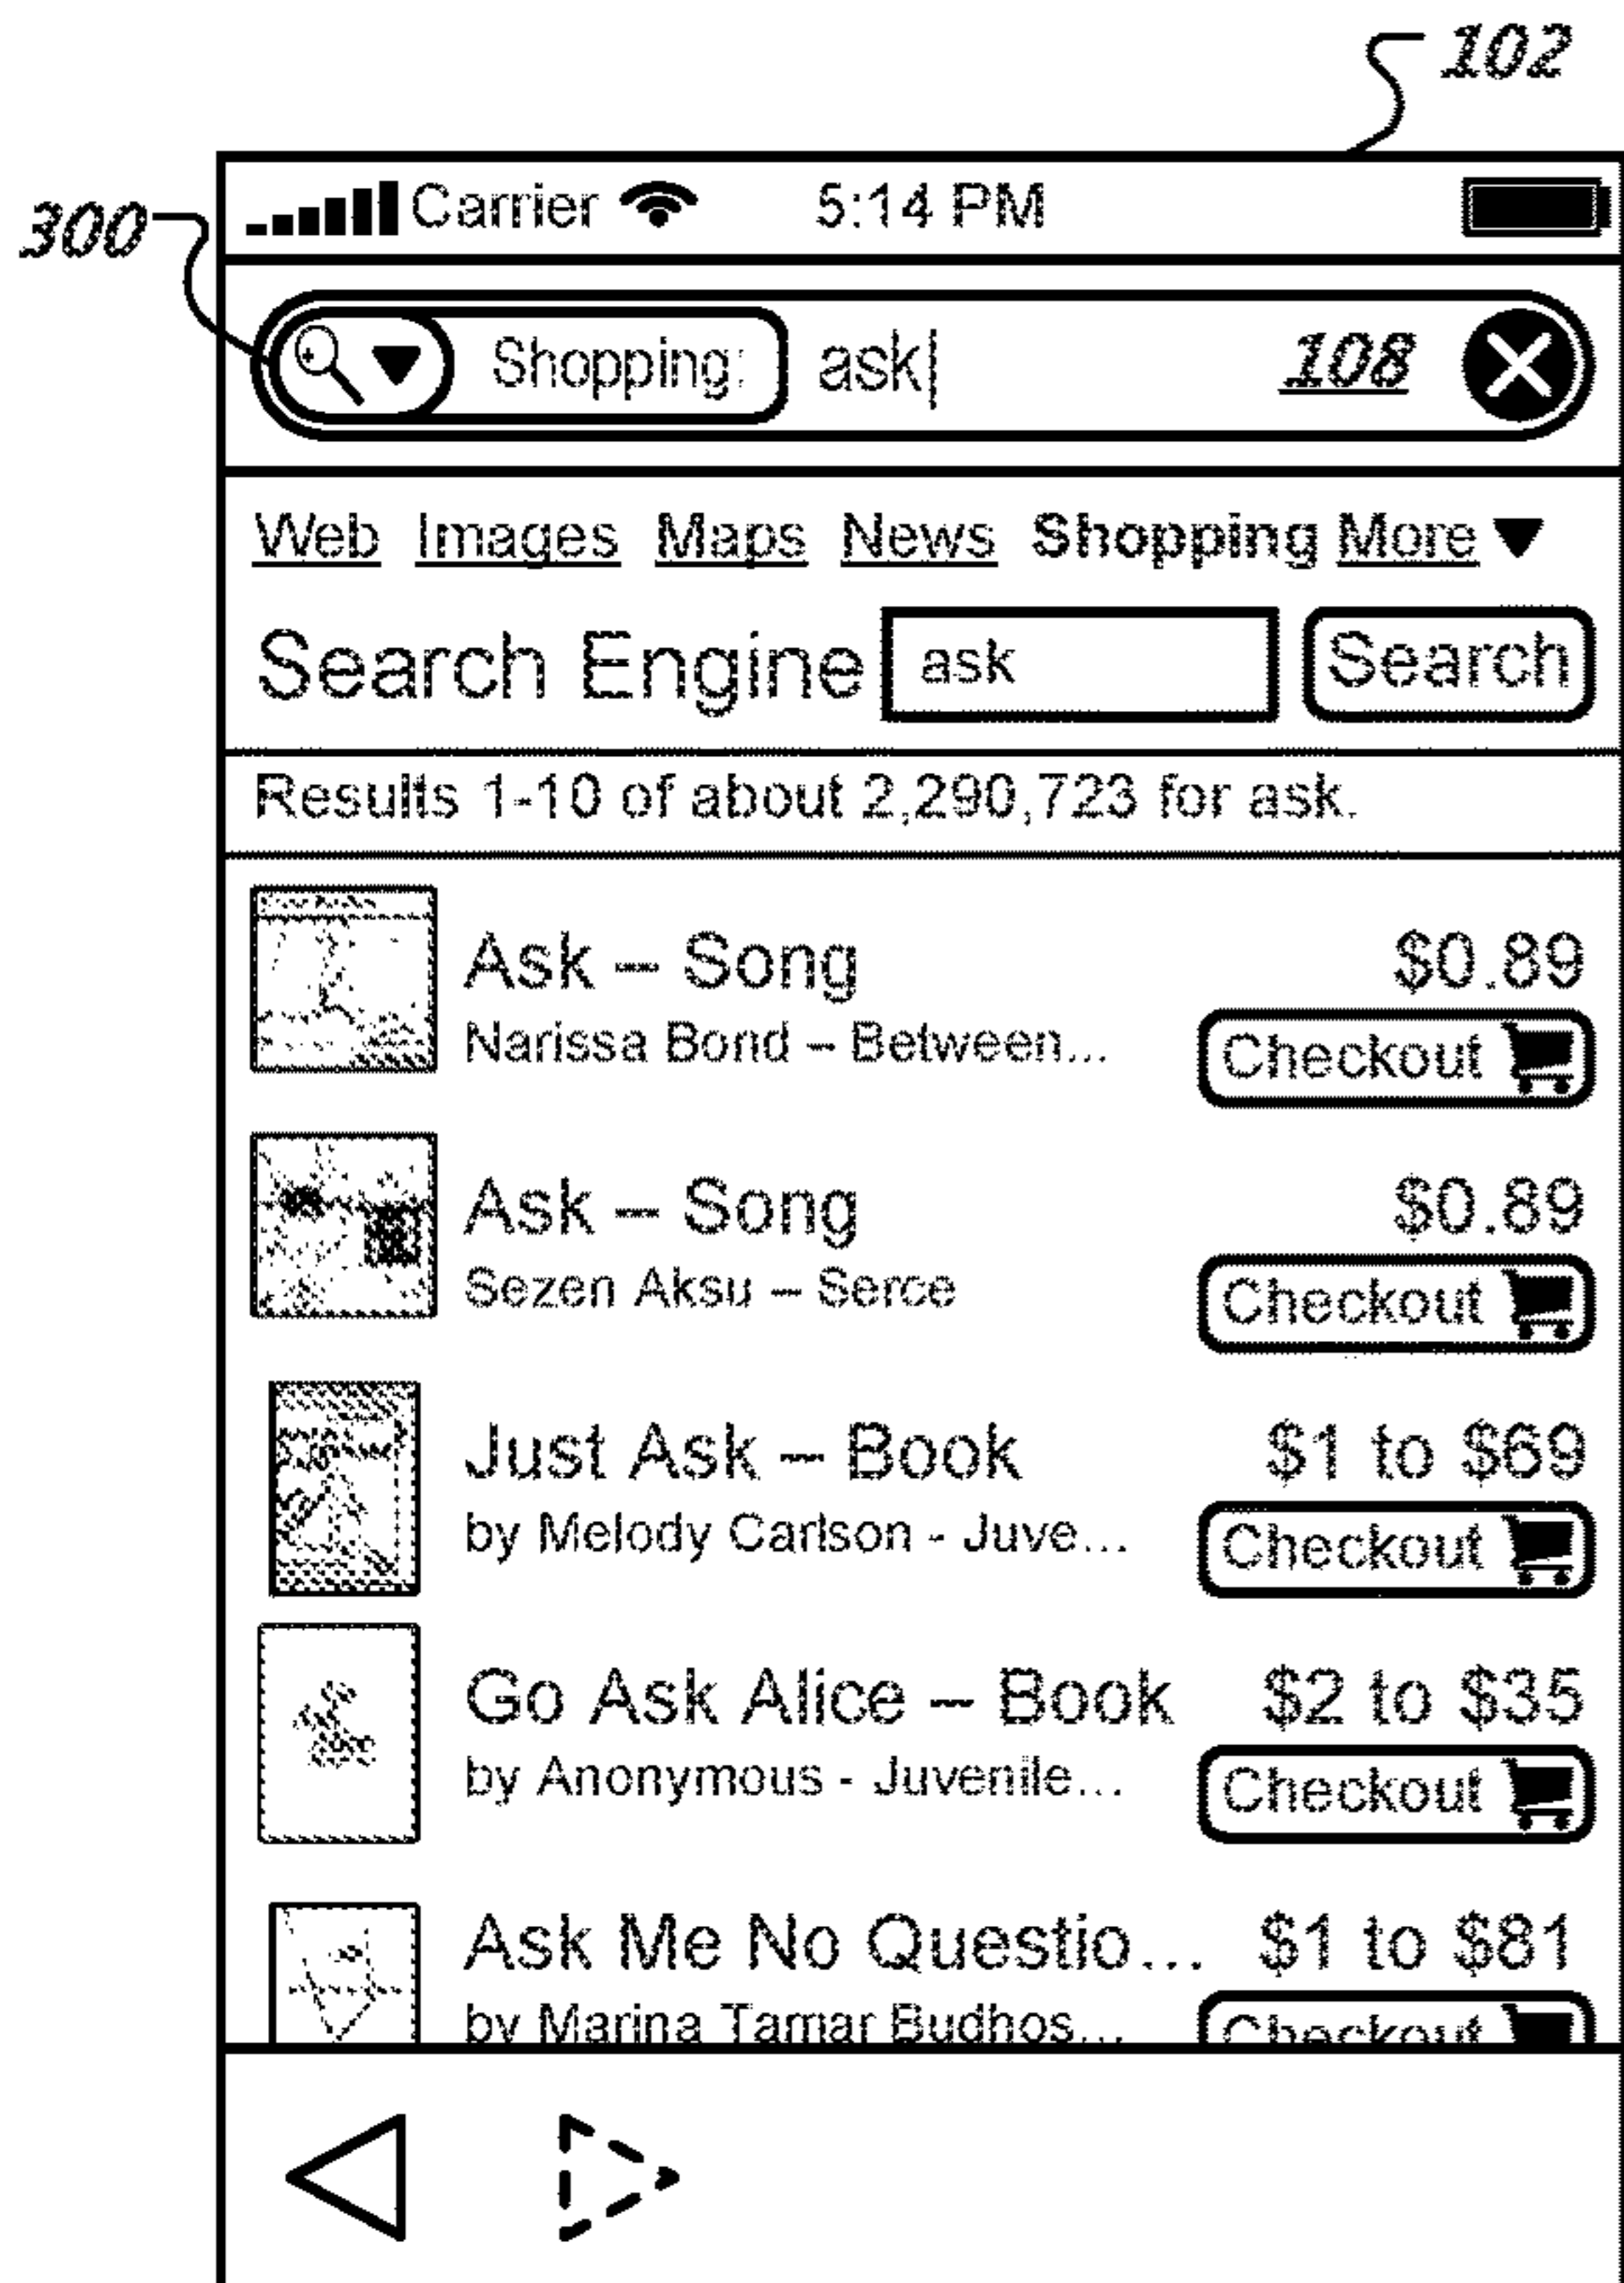 102
300
Carrier 5:14 PM
Shopping: ask 108
Web Images Maps News Shopping More
Search Engine ask Search
Results 1-10 of about 2,290,723 for ask.
Ask – Song $0.89
Narissa Bond – Between... Checkout
Ask – Song $0.89
Sezen Aksu – Serce Checkout
Just Ask – Book $1 to $69
by Melody Carlson - Juve... Checkout
Go Ask Alice – Book $2 to $35
by Anonymous - Juvenile... Checkout
Ask Me No Questio... $1 to $81
by Marina Tamar Budhos... Checkout